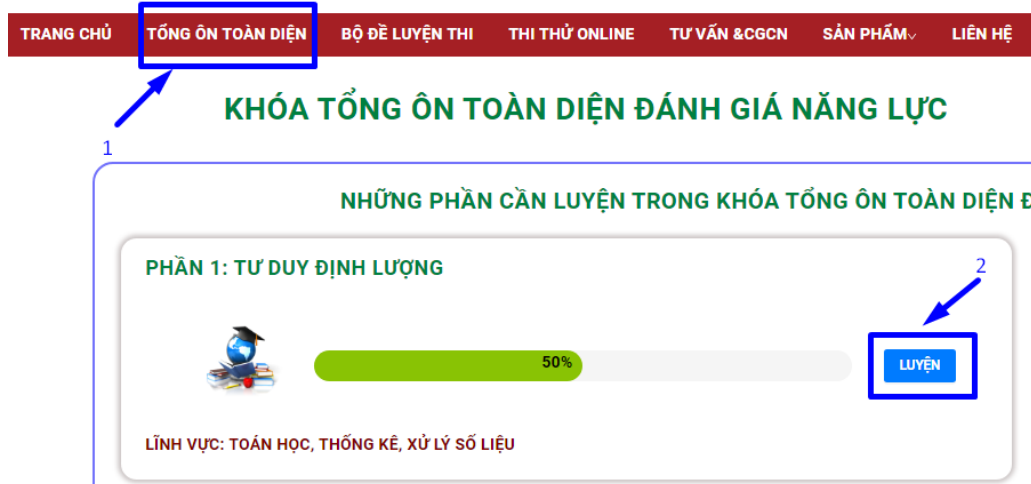 TRANG CHỦ TỔNG ÔN TOÀN DIỆN BỘ ĐỀ LUYỆN THI THI THỬ ONLINE TƯ VẤN &CGCN SẢN PHẨM LIÊN HỆ
KHÓA TỔNG ÔN TOÀN DIỆN ĐÁNH GIÁ NĂNG LỰC
1
NHỮNG PHẦN CẦN LUYỆN TRONG KHÓA TỔNG ÔN TOÀN DIỆN Đ
PHẦN 1: TƯ DUY ĐỊNH LƯỢNG
2
50%
LUYỆN
LĨNH VỰC: TOÁN HỌC, THỐNG KÊ, XỬ LÝ SỐ LIỆU